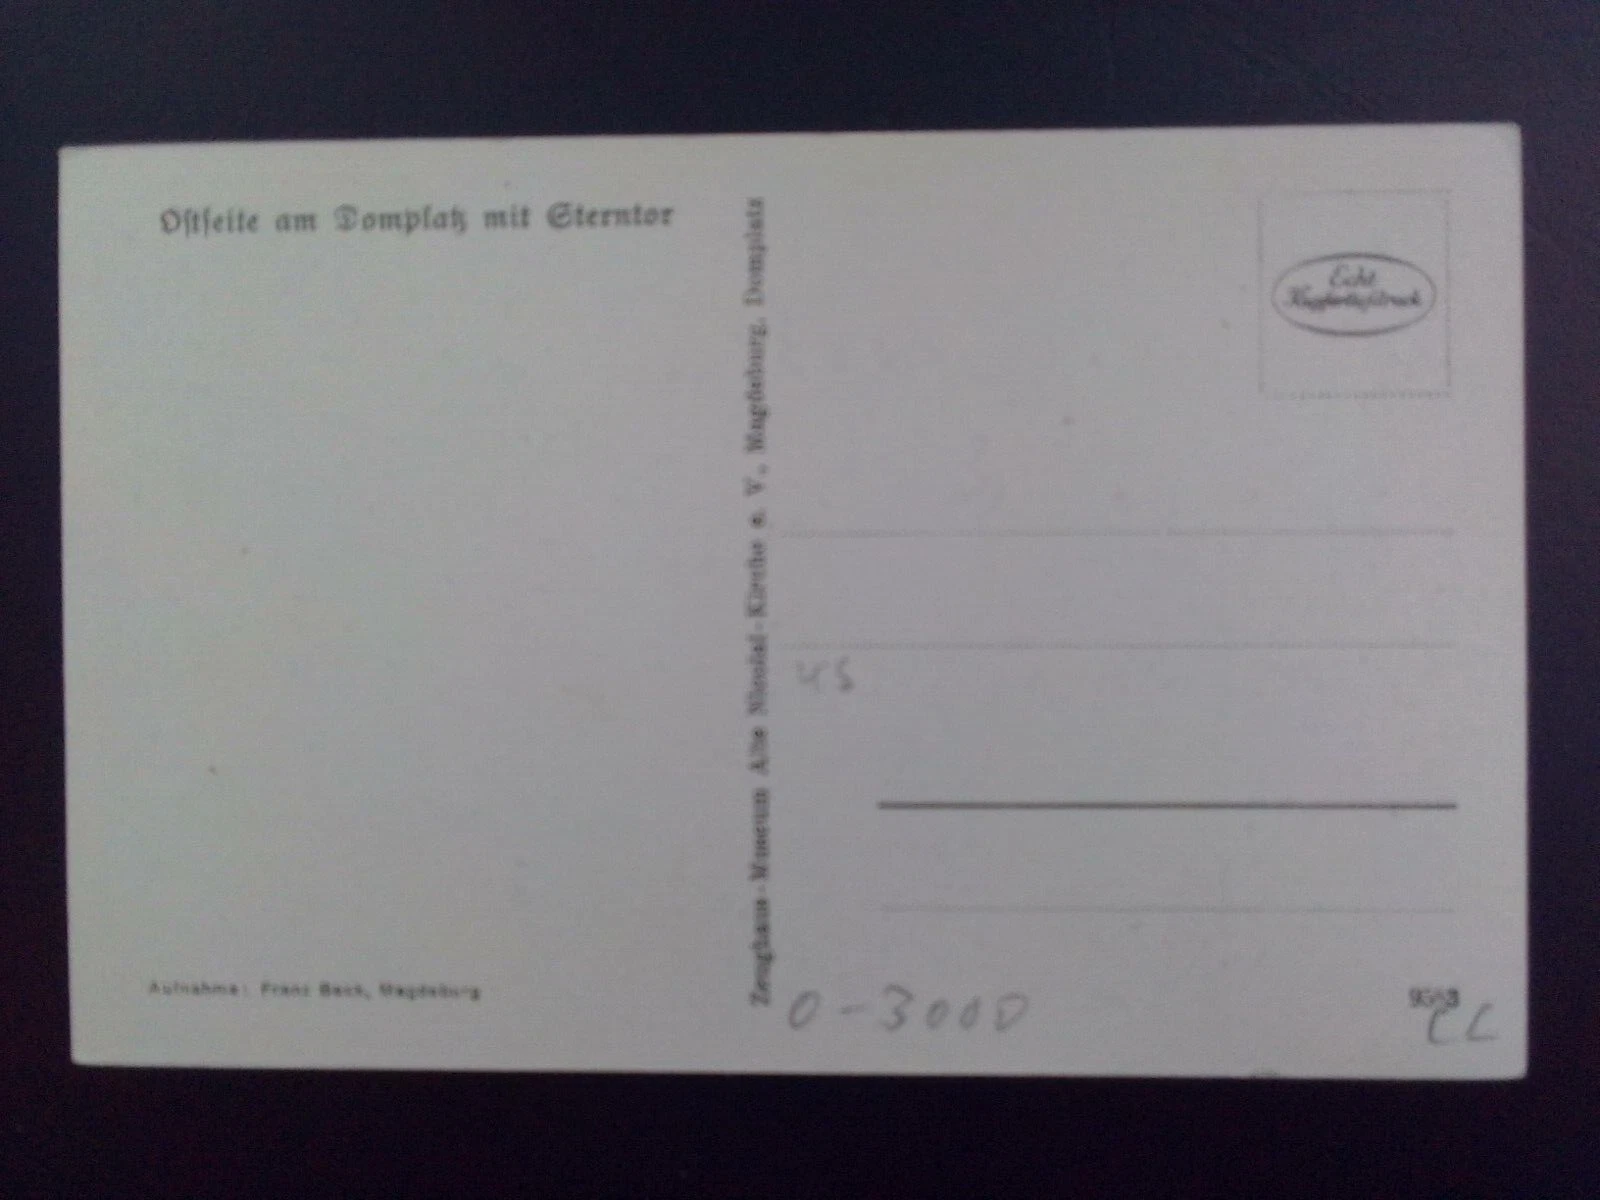 Ostseite am Domplatz mit Sterntor
Echt
Kupfertiefdruck
Zeughaus-Museum Alte Nicolai-Kirche e. V., Magdeburg, Domplatz
45
Aufnahme: Franz Beck, Magdeburg
0-3000